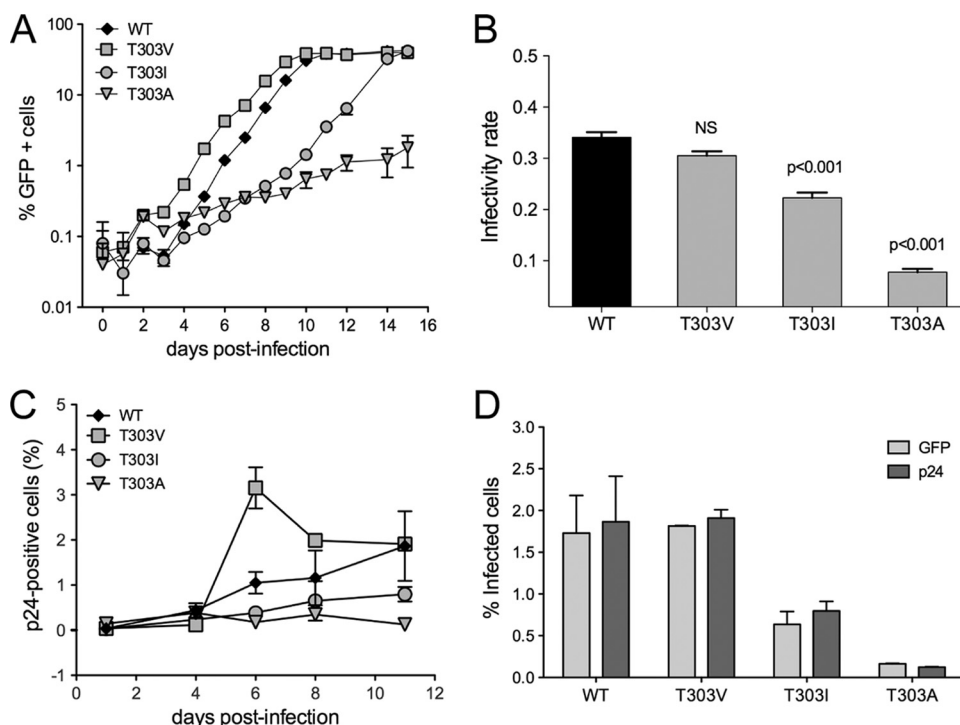 A
WT
T303V
T303I
T303A
% GFP + cells
100
10
1
0.1
0.01
0 2 4 6 8 10 12 14 16
days post-infection
B
Infectivity rate
0.5
0.4
0.3
0.2
0.1
NS
p<0.001
p<0.001
WT T303V T303I T303A
C
WT
T303V
T303I
T303A
p24-positive cells (%)
5
4
3
2
1
0
-1
0 2 4 6 8 10 12
days post-infection
D
GFP
p24
% Infected cells
3.0
2.5
2.0
1.5
1.0
0.5
0.0
WT T303V T303I T303A